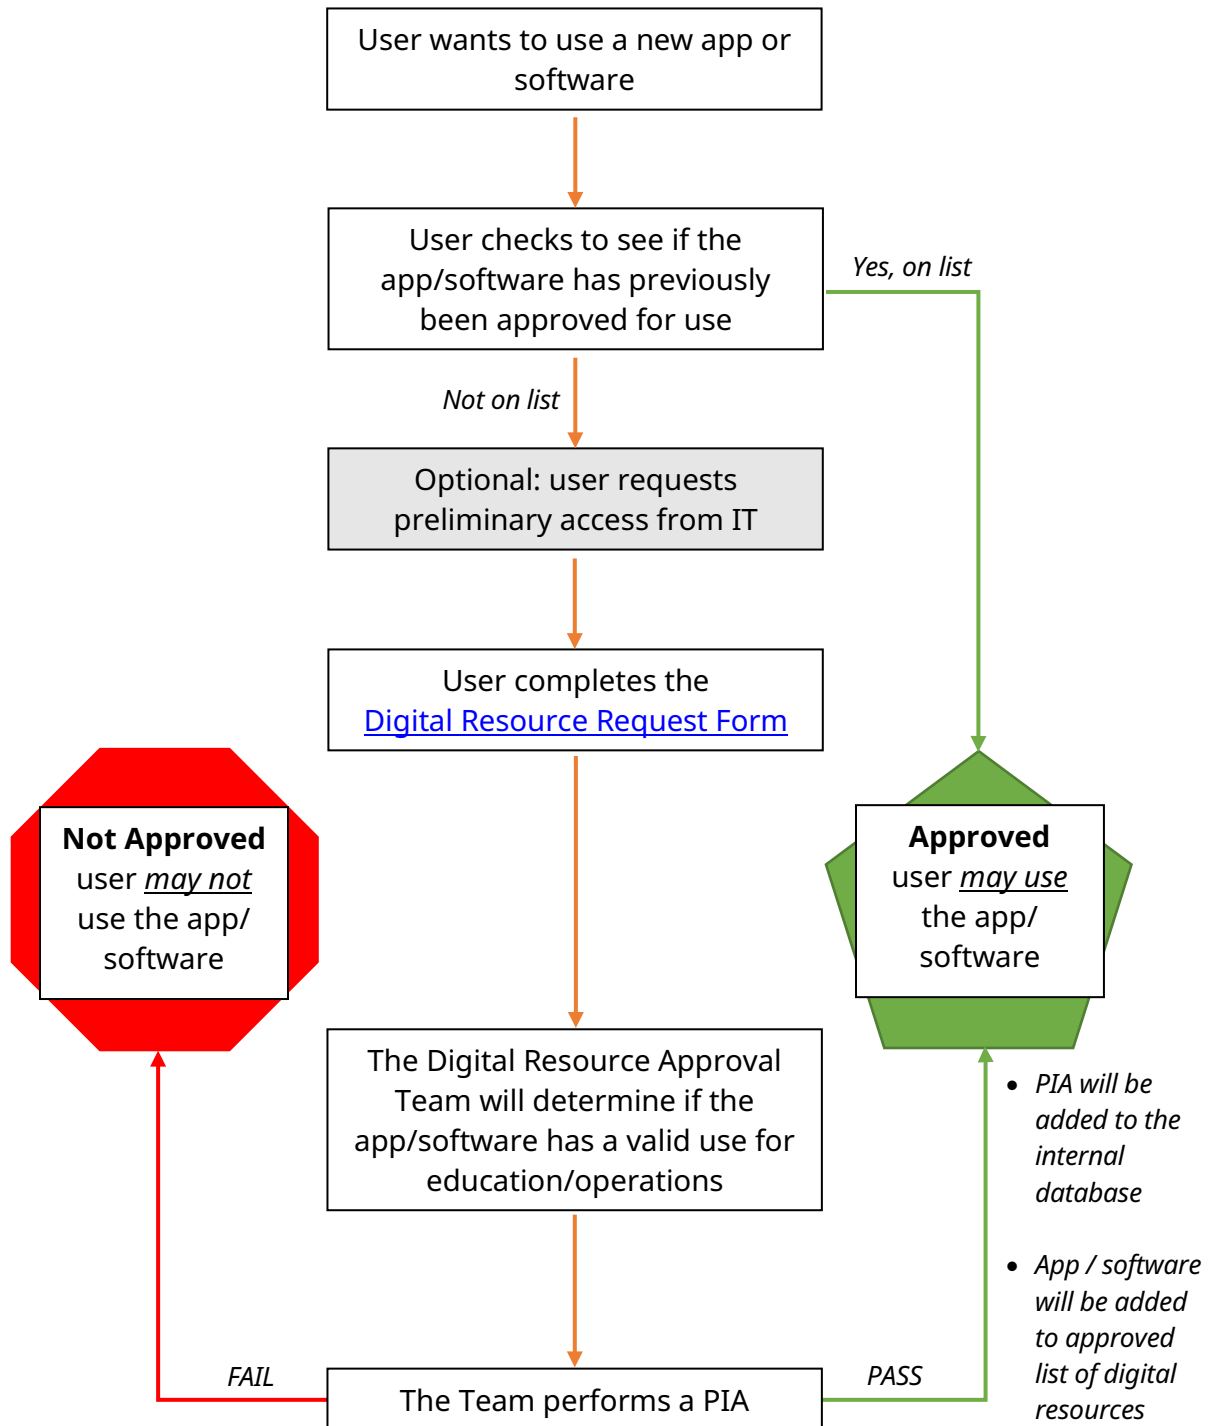 User wants to use a new app or
software
User checks to see if the
app/software has previously
been approved for use
Yes, on list
Not on list
Optional: user requests
preliminary access from IT
User completes the
Digital Resource Request Form
Not Approved
user may not
use the app/
software
Approved
user may use
the app/
software
The Digital Resource Approval
Team will determine if the
app/software has a valid use for
education/operations
• PIA will be
added to the
internal
database
• App / software
will be added
to approved
list of digital
resources
FAIL
The Team performs a PIA
PASS